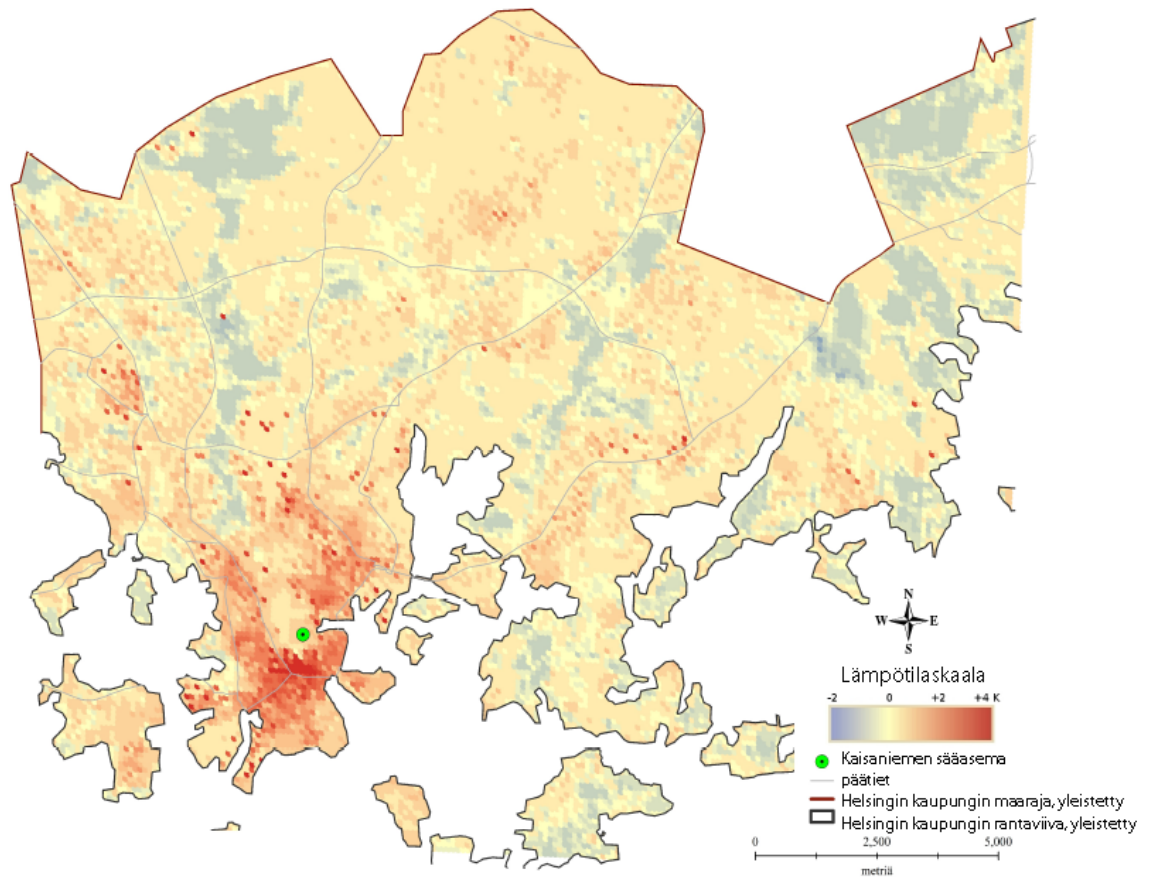 N
W E
S
Lämpötilaskaala
-2 0 +2 +4 K
Kaisaniemen sääasema
päätiet
Helsingin kaupungin maaraja, yleistetty
Helsingin kaupungin rantaviiva, yleistetty
0 2,500 5,000
metriä